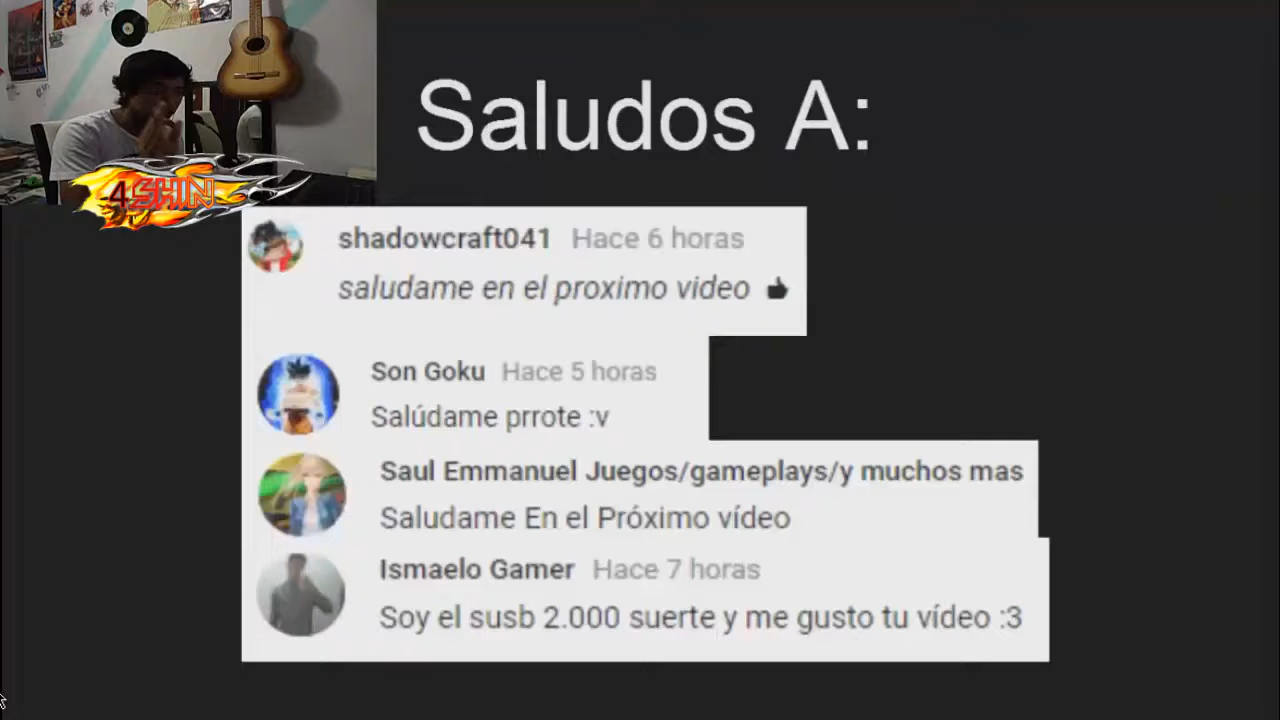 Saludos A:
4SHIN
shadowcraft041 Hace 6 horas
saludame en el proximo video
Son Goku Hace 5 horas
Salúdame prrote :v
Saul Emmanuel Juegos/gameplays/y muchos mas
Saludame En el Próximo vídeo
Ismaelo Gamer Hace 7 horas
Soy el susb 2.000 suerte y me gusto tu vídeo :3